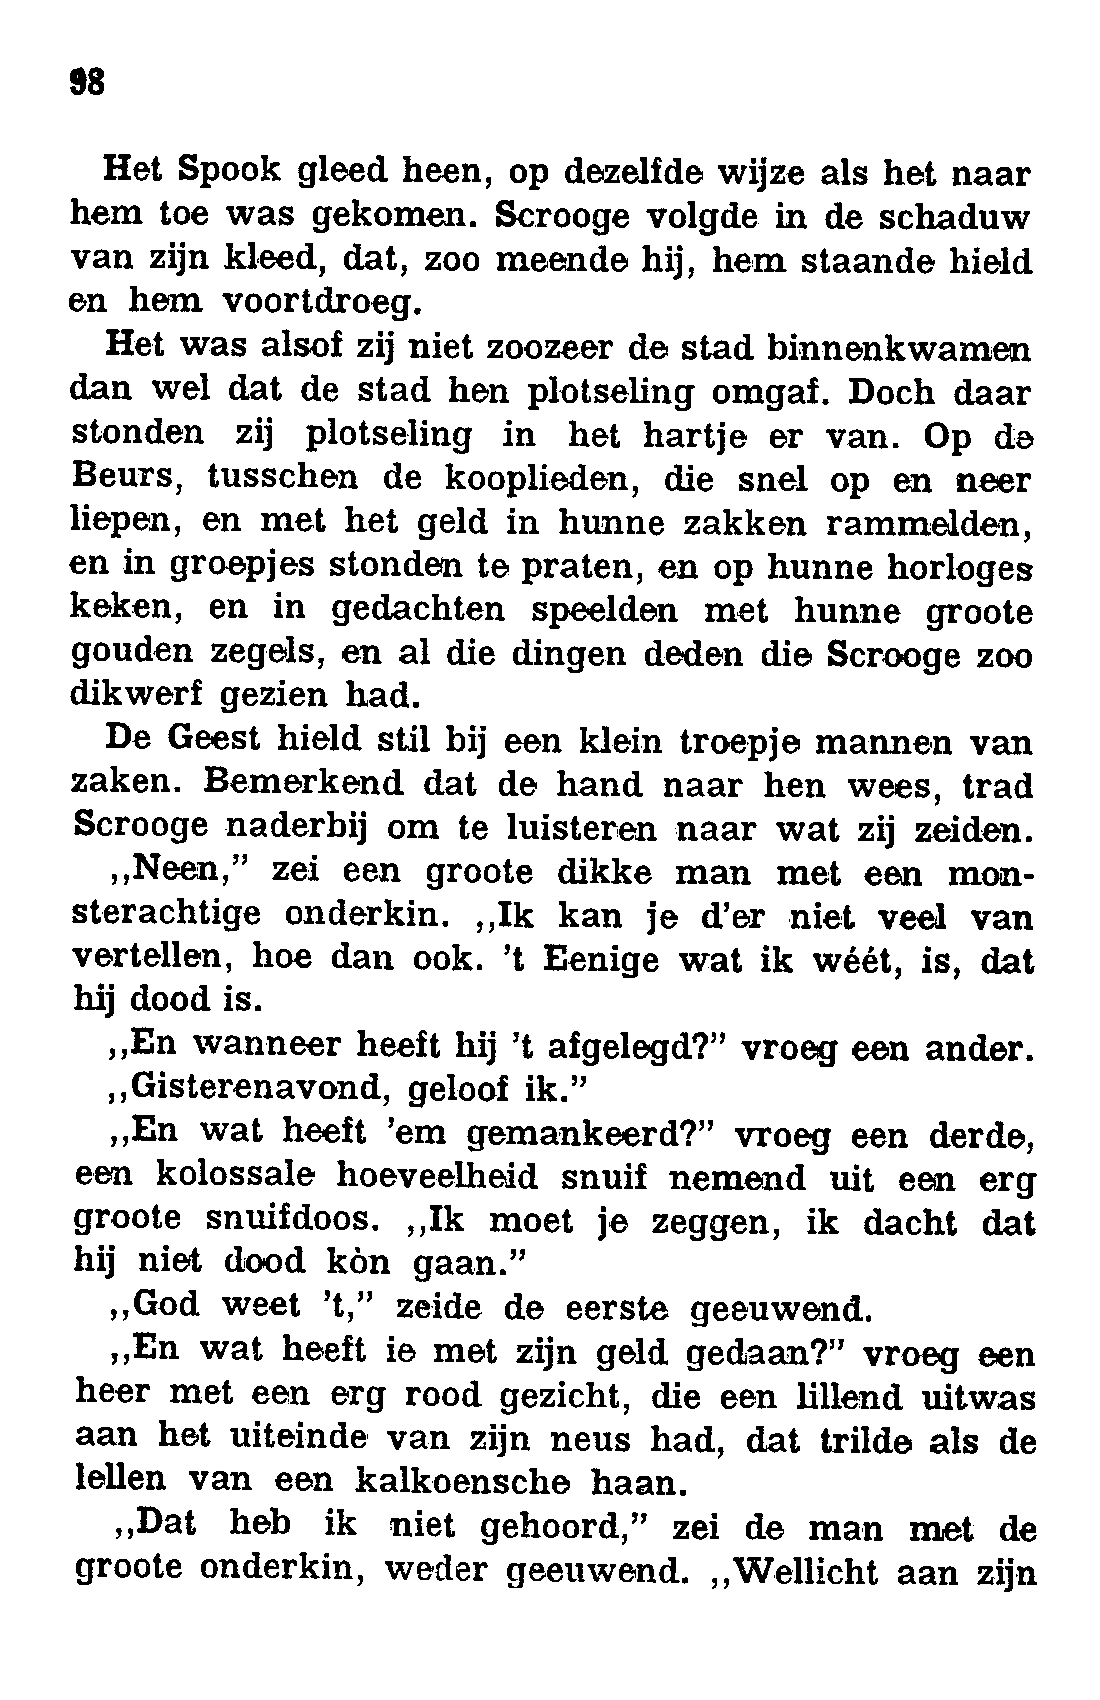 98
Het Spook gleed heen, op dezelfde wijze als het naar
hem toe was gekomen. Scrooge volgde in de schaduw
van zijn kleed, dat, zoo meende hij, hem staande hield
en hem voortdroeg.
Het was alsof zij niet zoozeer de stad binnenkwamen
dan wel dat de stad hen plotseling omgaf. Doch daar
stonden zij plotseling in het hartje er van. Op de
Beurs, tusschen de kooplieden, die snel op en neer
liepen, en met het geld in hunne zakken rammelden,
en in groepjes stonden te praten, en op hunne horloges
keken, en in gedachten speelden met hunne groote
gouden zegels, en al die dingen deden die Scrooge zoo
dikwerf gezien had.
De Geest hield stil bij een klein troepje mannen van
zaken. Bemerkend dat de hand naar hen wees, trad
Scrooge naderbij om te luisteren naar wat zij zeiden.
,,Neen,” zei een groote dikke man met een mon-
sterachtige onderkin. ,,Ik kan je d’er niet veel van
vertellen, hoe dan ook. ’t Eenige wat ik wéét, is, dat
hij dood is.
,,En wanneer heeft hij ’t afgelegd?” vroeg een ander.
,,Gisterenavond, geloof ik.”
,,En wat heeft ’em gemankeerd?” vroeg een derde,
een kolossale hoeveelheid snuif nemend uit een erg
groote snuifdoos. ,,Ik moet je zeggen, ik dacht dat
hij niet dood kòn gaan.”
,,God weet ’t,” zeide de eerste geeuwend.
,,En wat heeft ie met zijn geld gedaan?” vroeg een
heer met een erg rood gezicht, die een lillend uitwas
aan het uiteinde van zijn neus had, dat trilde als de
lellen van een kalkoensche haan.
,,Dat heb ik niet gehoord,” zei de man met de
groote onderkin, weder geeuwend. ,,Wellicht aan zijn